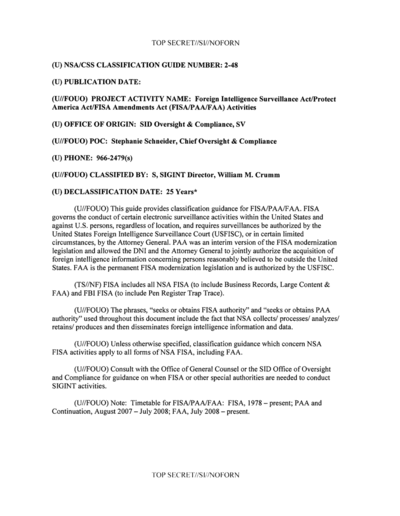 TOP SECRET//SI//NOFORN
(U) NSA/CSS CLASSIFICATION GUIDE NUMBER: 2-48
(U) PUBLICATION DATE:
(U//FOUO) PROJECT ACTIVITY NAME: Foreign Intelligence Surveillance Act/Protect
America Act/FISA Amendments Act (FISA/PAA/FAA) Activities
(U) OFFICE OF ORIGIN: SID Oversight & Compliance, SV
(U//FOUO) POC: Stephanie Schneider, Chief Oversight & Compliance
(U) PHONE: 966-2479(s)
(U//FOUO) CLASSIFIED BY: S, SIGINT Director, William M. Crumm
(U) DECLASSIFICATION DATE: 25 Years*
(U//FOUO) This guide provides classification guidance for FISA/PAA/FAA. FISA
governs the conduct of certain electronic surveillance activities within the United States and
against U.S. persons, regardless of location, and requires surveillances be authorized by the
United States Foreign Intelligence Surveillance Court (USFISC), or in certain limited
circumstances, by the Attorney General. PAA was an interim version of the FISA modernization
legislation and allowed the DNI and the Attorney General to jointly authorize the acquisition of
foreign intelligence information concerning persons reasonably believed to be outside the United
States. FAA is the permanent FISA modernization legislation and is authorized by the USFISC.
(TS//NF) FISA includes all NSA FISA (to include Business Records, Large Content &
FAA) and FBI FISA (to include Pen Register Trap Trace).
(U//FOUO) The phrases, “seeks or obtains FISA authority” and “seeks or obtains PAA
authority” used throughout this document include the fact that NSA collects/ processes/ analyzes/
retains/ produces and then disseminates foreign intelligence information and data.
(U//FOUO) Unless otherwise specified, classification guidance which concern NSA
FISA activities apply to all forms of NSA FISA, including FAA.
(U//FOUO) Consult with the Office of General Counsel or the SID Office of Oversight
and Compliance for guidance on when FISA or other special authorities are needed to conduct
SIGINT activities.
(U//FOUO) Note: Timetable for FISA/PAA/FAA: FISA, 1978 – present; PAA and
Continuation, August 2007 – July 2008; FAA, July 2008 – present.
TOP SECRET//SI//NOFORN